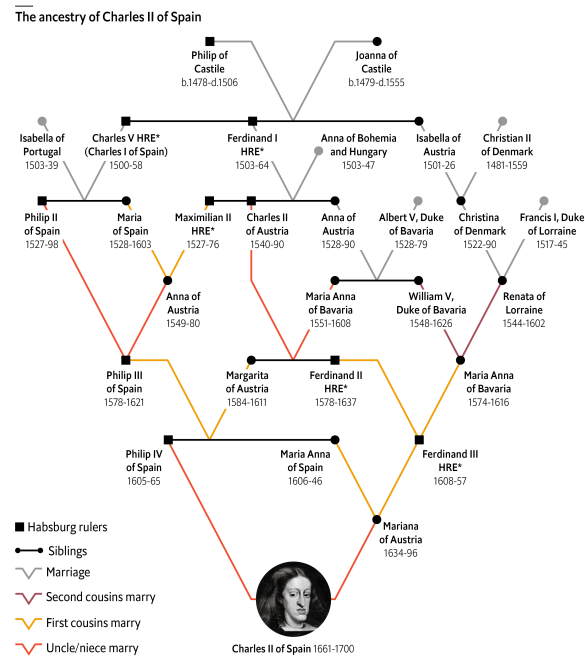 The ancestry of Charles II of Spain
Philip of
Castile
b.1478-d.1506
Joanna of
Castile
b.1479-d.1555
Isabella of
Portugal
1503-39
Charles V HRE*
(Charles I of Spain)
1500-58
Ferdinand I
HRE*
1503-64
Anna of Bohemia
and Hungary
1503-47
Isabella of
Austria
1501-26
Christian II
of Denmark
1481-1559
Philip II
of Spain
1527-98
Maria
of Spain
1528-1603
Maximilian II
HRE*
1527-76
Charles II
of Austria
1540-90
Anna of
Austria
1528-90
Albert V, Duke
of Bavaria
1528-79
Christina
of Denmark
1522-90
Francis I, Duke
of Lorraine
1517-45
Anna of
Austria
1549-80
Maria Anna
of Bavaria
1551-1608
William V,
Duke of Bavaria
1548-1626
Renata of
Lorraine
1544-1602
Philip III
of Spain
1578-1621
Margarita
of Austria
1584-1611
Ferdinand II
HRE*
1578-1637
Maria Anna
of Bavaria
1574-1616
Philip IV
of Spain
1605-65
Maria Anna
of Spain
1606-46
Ferdinand III
HRE*
1608-57
Mariana
of Austria
1634-96
Habsburg rulers
Siblings
Marriage
Second cousins marry
First cousins marry
Uncle/niece marry
Charles II of Spain 1661-1700